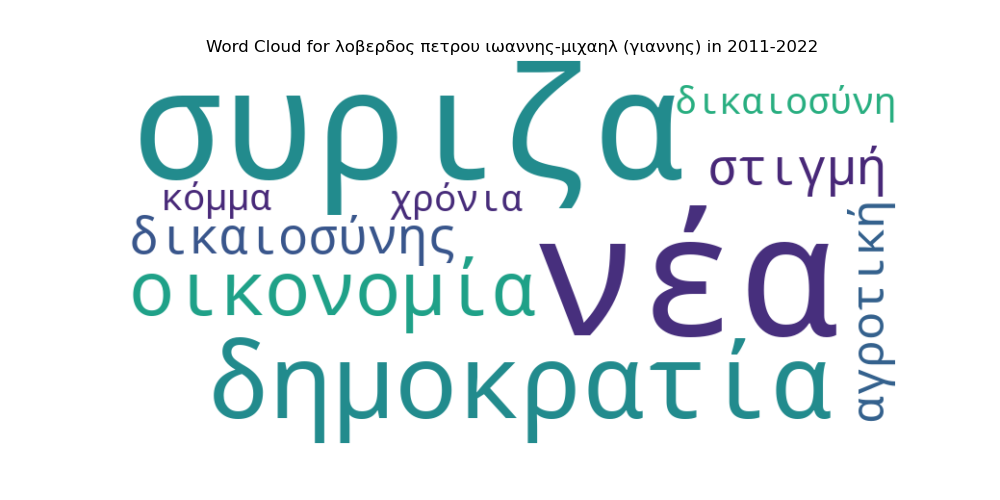 Word Cloud for λοβερδος πετρου ιωαννης-μιχαηλ (γιαννης) in 2011-2022
συριζα
δικαιοσύνη
στιγμή
κόμμα
χρόνια
δικαιοσύνης
νέα
αγροτική
οικονομία
δημοκρατία